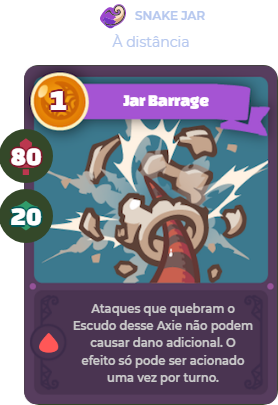 SNAKE JAR
À distância
1
Jar Barrage
80
20
Ataques que quebram o
Escudo desse Axie não podem
causar dano adicional. O
efeito só pode ser acionado
uma vez por turno.